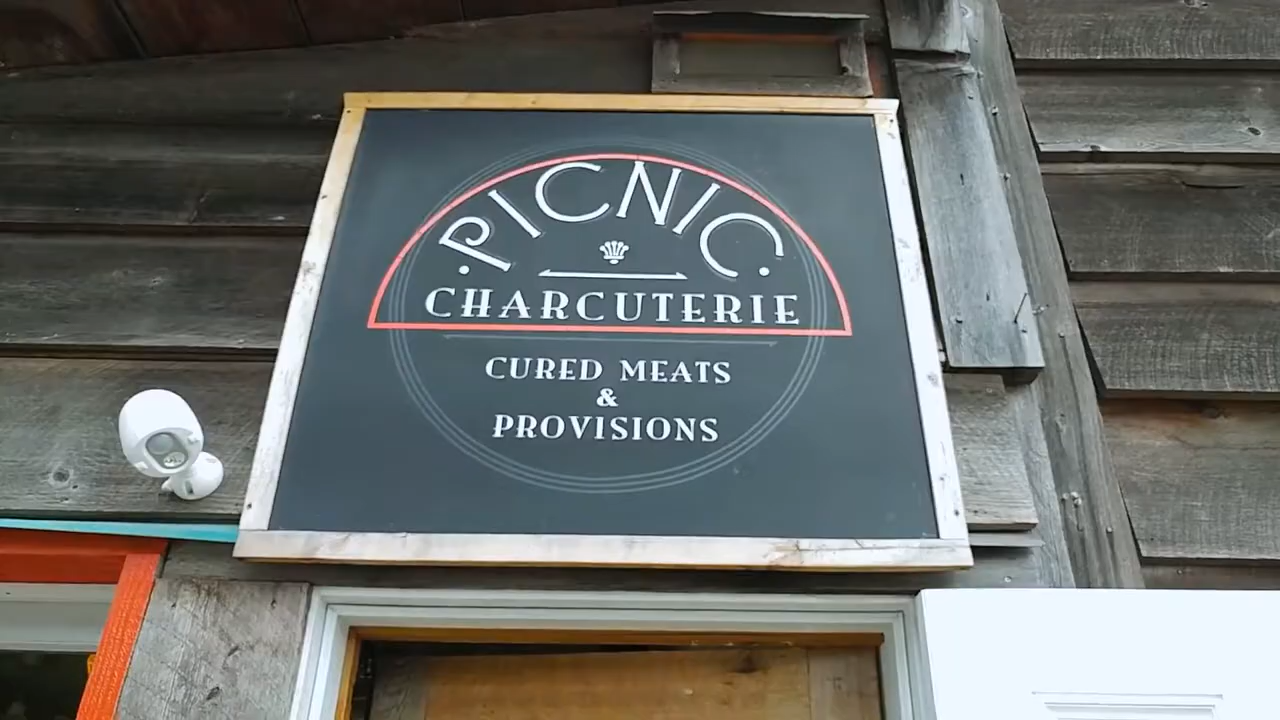 PICNIC
CHARCUTERIE
CURED MEATS
&
PROVISIONS